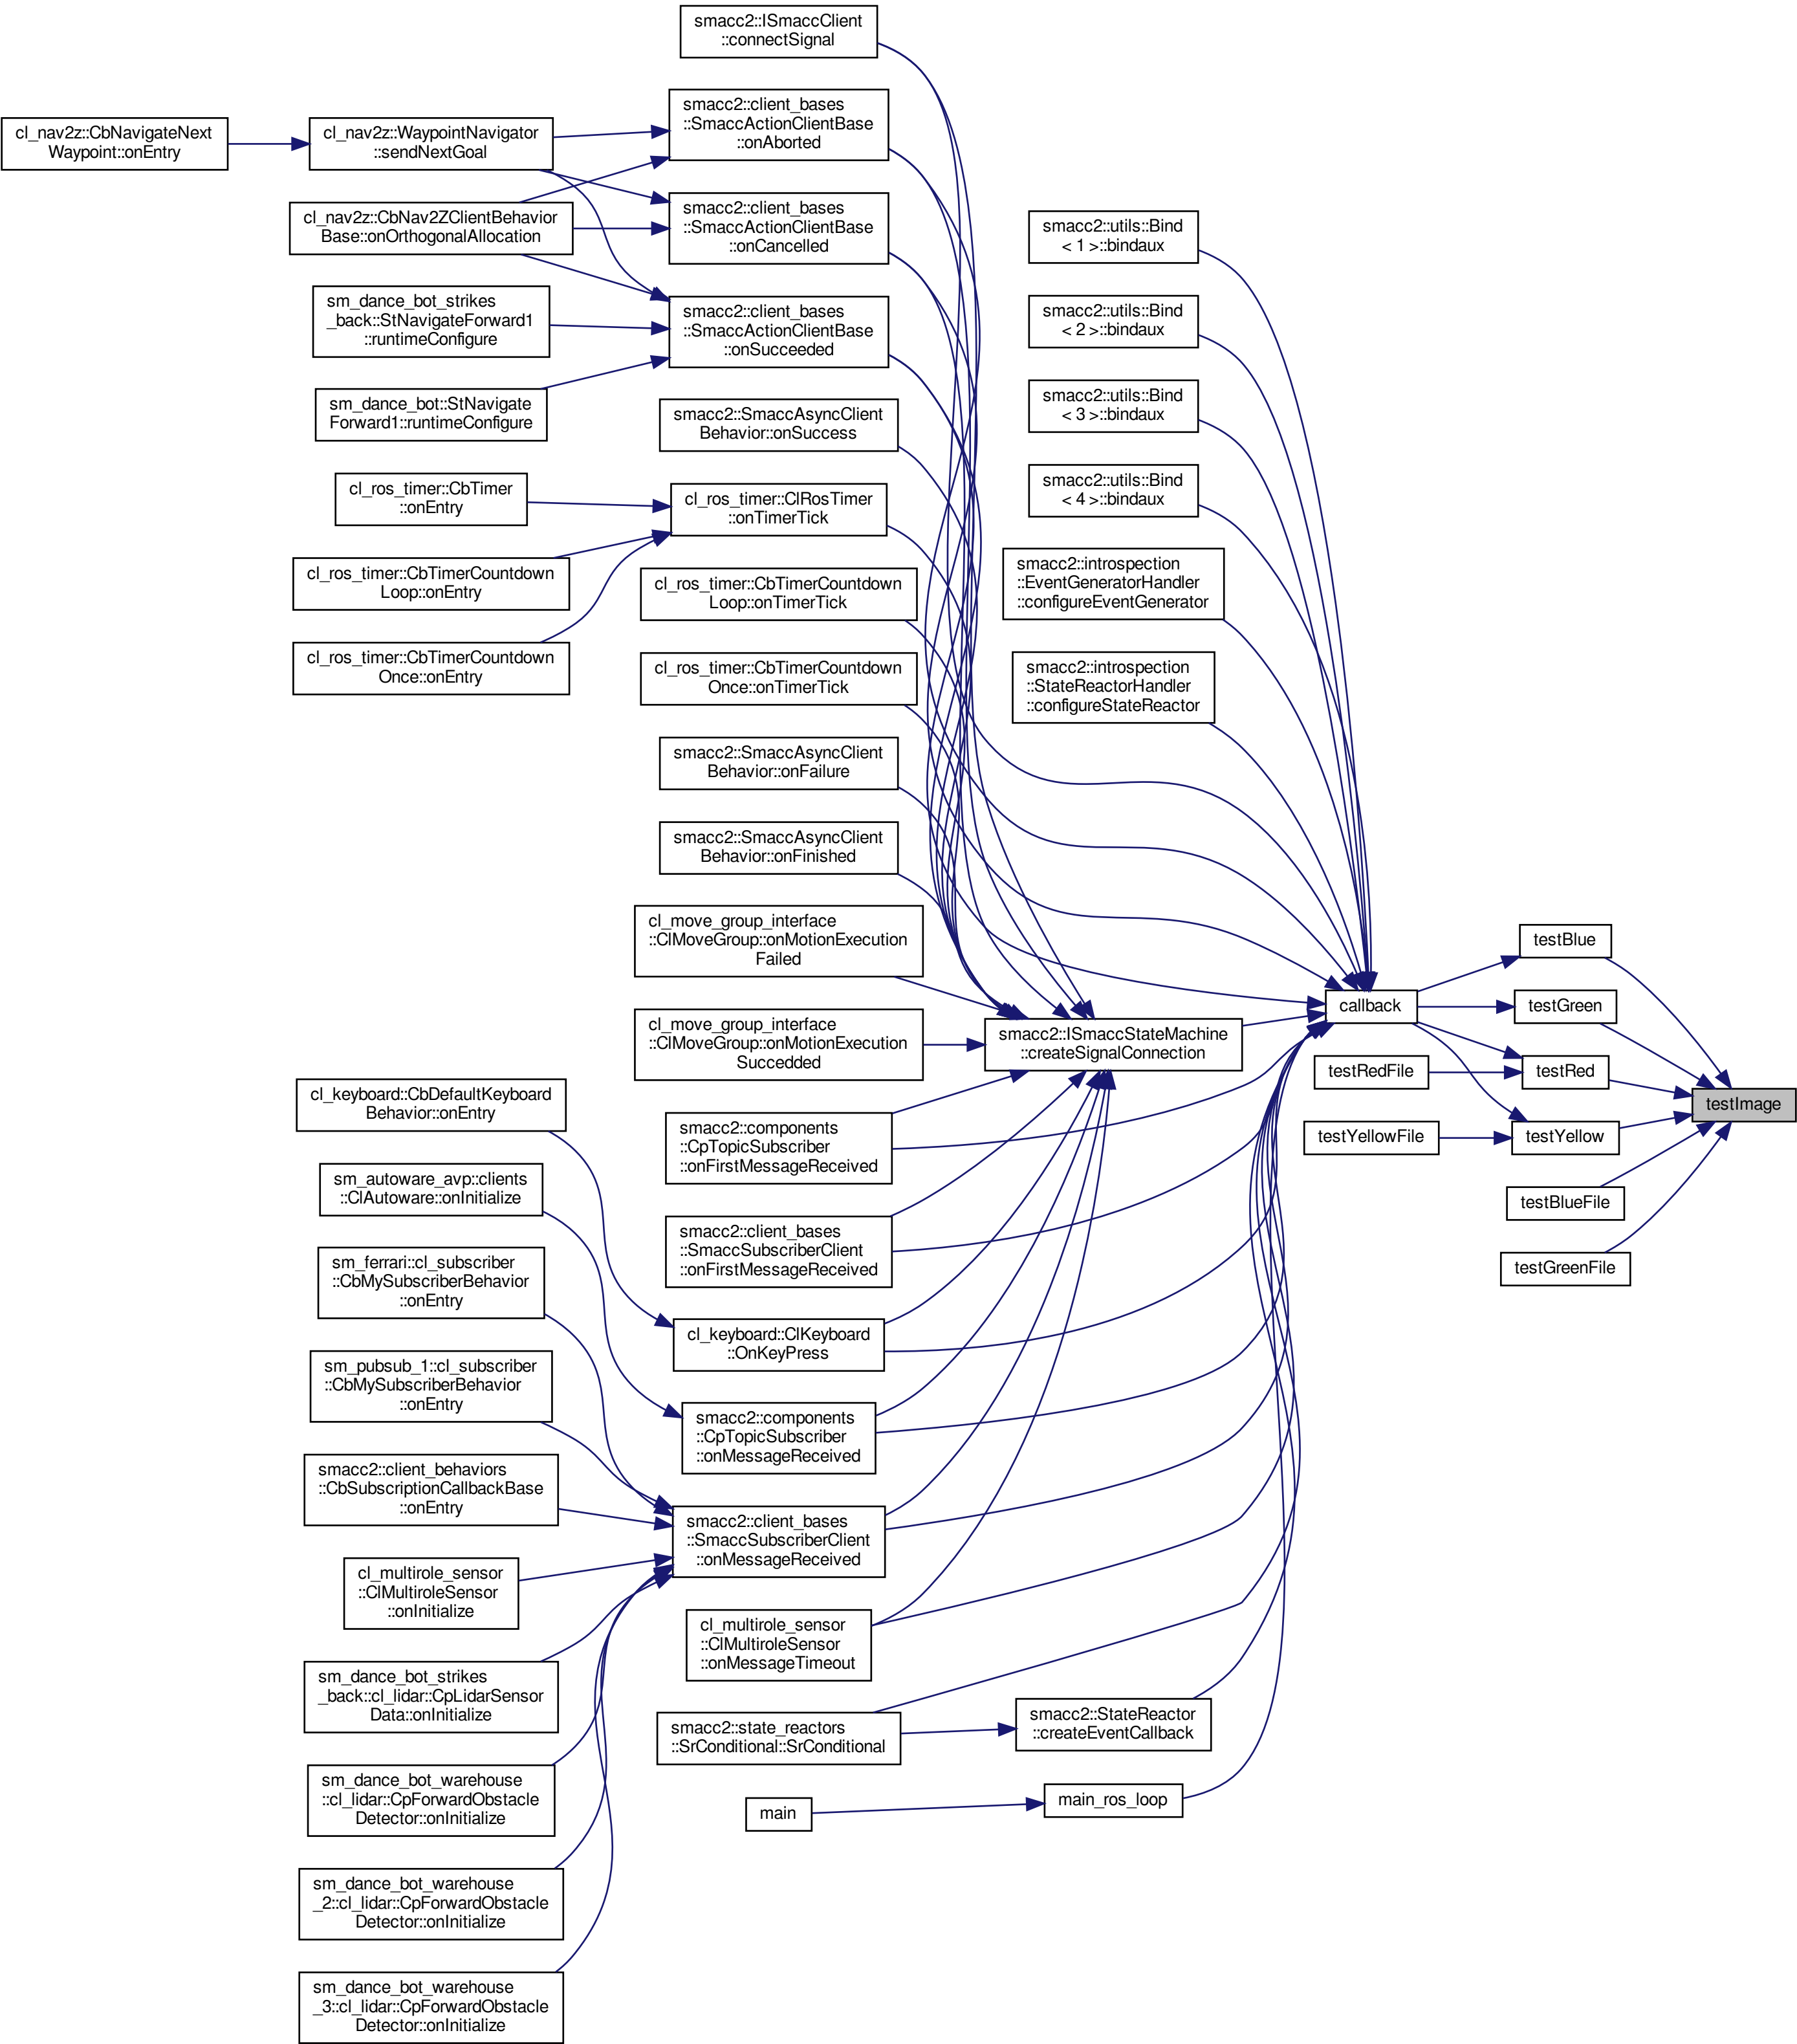 smacc2::ISmaccClient
::connectSignal
smacc2::client_bases
::SmaccActionClientBase
::onAborted
cl_nav2z::CbNavigateNext
Waypoint::onEntry
cl_nav2z::WaypointNavigator
::sendNextGoal
smacc2::client_bases
::SmaccActionClientBase
::onCancelled
cl_nav2z::CbNav2ZClientBehavior
Base::onOrthogonalAllocation
smacc2::client_bases
::SmaccActionClientBase
::onSucceeded
sm_dance_bot_strikes
_back::StNavigateForward1
::runtimeConfigure
sm_dance_bot::StNavigate
Forward1::runtimeConfigure
smacc2::SmaccAsyncClient
Behavior::onSuccess
cl_ros_timer::CbTimer
::onEntry
cl_ros_timer::ClRosTimer
::onTimerTick
cl_ros_timer::CbTimerCountdown
Loop::onEntry
cl_ros_timer::CbTimerCountdown
Loop::onTimerTick
cl_ros_timer::CbTimerCountdown
Once::onEntry
cl_ros_timer::CbTimerCountdown
Once::onTimerTick
smacc2::SmaccAsyncClient
Behavior::onFailure
smacc2::SmaccAsyncClient
Behavior::onFinished
cl_move_group_interface
::ClMoveGroup::onMotionExecution
Failed
cl_move_group_interface
::ClMoveGroup::onMotionExecution
Succedded
smacc2::components
::CpTopicSubscriber
::onFirstMessageReceived
smacc2::client_bases
::SmaccSubscriberClient
::onFirstMessageReceived
cl_keyboard::CbDefaultKeyboard
Behavior::onEntry
cl_keyboard::ClKeyboard
::OnKeyPress
sm_autoware_avp::clients
::ClAutoware::onInitialize
smacc2::components
::CpTopicSubscriber
::onMessageReceived
sm_ferrari::cl_subscriber
::CbMySubscriberBehavior
::onEntry
sm_pubsub_1::cl_subscriber
::CbMySubscriberBehavior
::onEntry
smacc2::client_behaviors
::CbSubscriptionCallbackBase
::onEntry
smacc2::client_bases
::SmaccSubscriberClient
::onMessageReceived
cl_multirole_sensor
::ClMultiroleSensor
::onInitialize
sm_dance_bot_strikes
_back::cl_lidar::CpLidarSensor
Data::onInitialize
sm_dance_bot_warehouse
::cl_lidar::CpForwardObstacle
Detector::onInitialize
sm_dance_bot_warehouse
_2::cl_lidar::CpForwardObstacle
Detector::onInitialize
sm_dance_bot_warehouse
_3::cl_lidar::CpForwardObstacle
Detector::onInitialize
cl_multirole_sensor
::ClMultiroleSensor
::onMessageTimeout
smacc2::state_reactors
::SrConditional::SrConditional
main
smacc2::utils::Bind
< 1 >::bindaux
smacc2::utils::Bind
< 2 >::bindaux
smacc2::utils::Bind
< 3 >::bindaux
smacc2::utils::Bind
< 4 >::bindaux
smacc2::introspection
::EventGeneratorHandler
::configureEventGenerator
smacc2::introspection
::StateReactorHandler
::configureStateReactor
smacc2::ISmaccStateMachine
::createSignalConnection
smacc2::StateReactor
::createEventCallback
main_ros_loop
callback
testRedFile
testYellowFile
testBlue
testGreen
testRed
testYellow
testBlueFile
testGreenFile
testImage